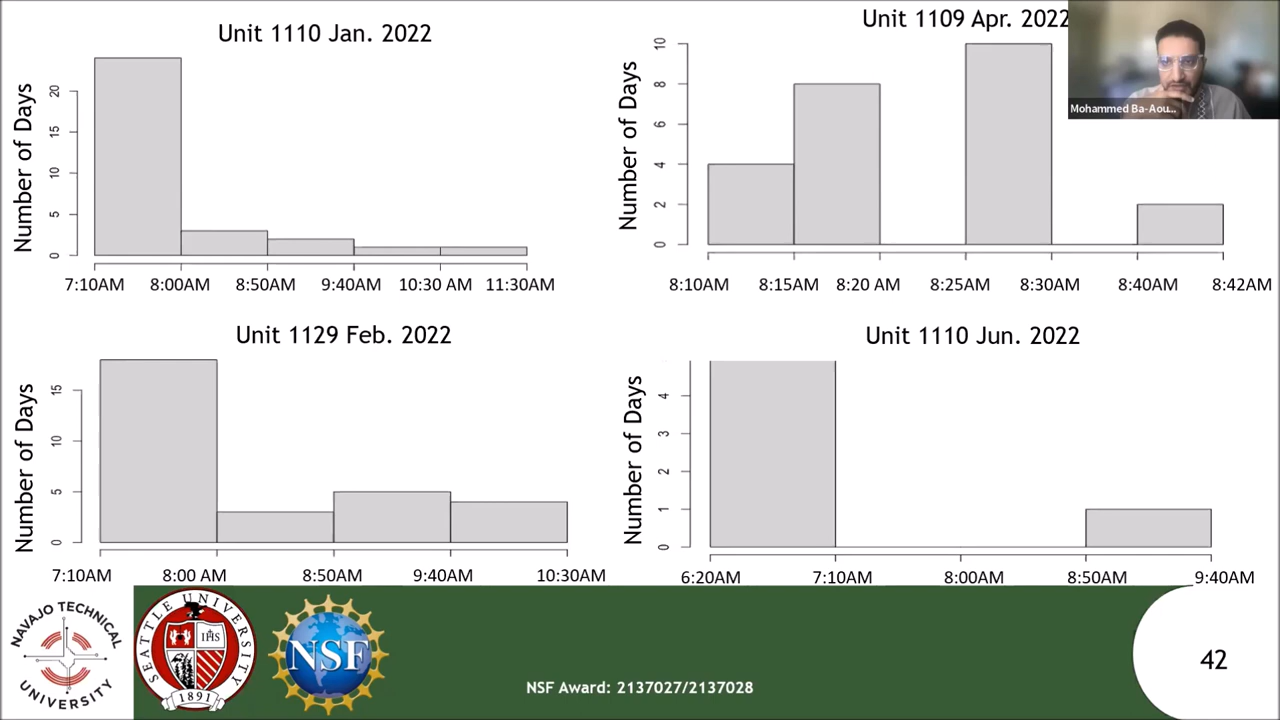 Unit 1110 Jan. 2022
Number of Days
20
15
10
5
0
7:10AM 8:00AM 8:50AM 9:40AM 10:30 AM 11:30AM
Unit 1109 Apr. 2022
Number of Days
10
8
6
4
2
0
8:10AM 8:15AM 8:20 AM 8:25AM 8:30AM 8:40AM 8:42AM
Mohammed Ba-Aou...
Unit 1129 Feb. 2022
Number of Days
15
10
5
0
7:10AM 8:00 AM 8:50AM 9:40AM 10:30AM
Unit 1110 Jun. 2022
Number of Days
4
3
2
1
0
6:20AM 7:10AM 8:00AM 8:50AM 9:40AM
NAVAJO TECHNICAL
UNIVERSITY
SEATTLE UNIVERSITY
IHS
1891
NSF
NSF Award: 2137027/2137028
42